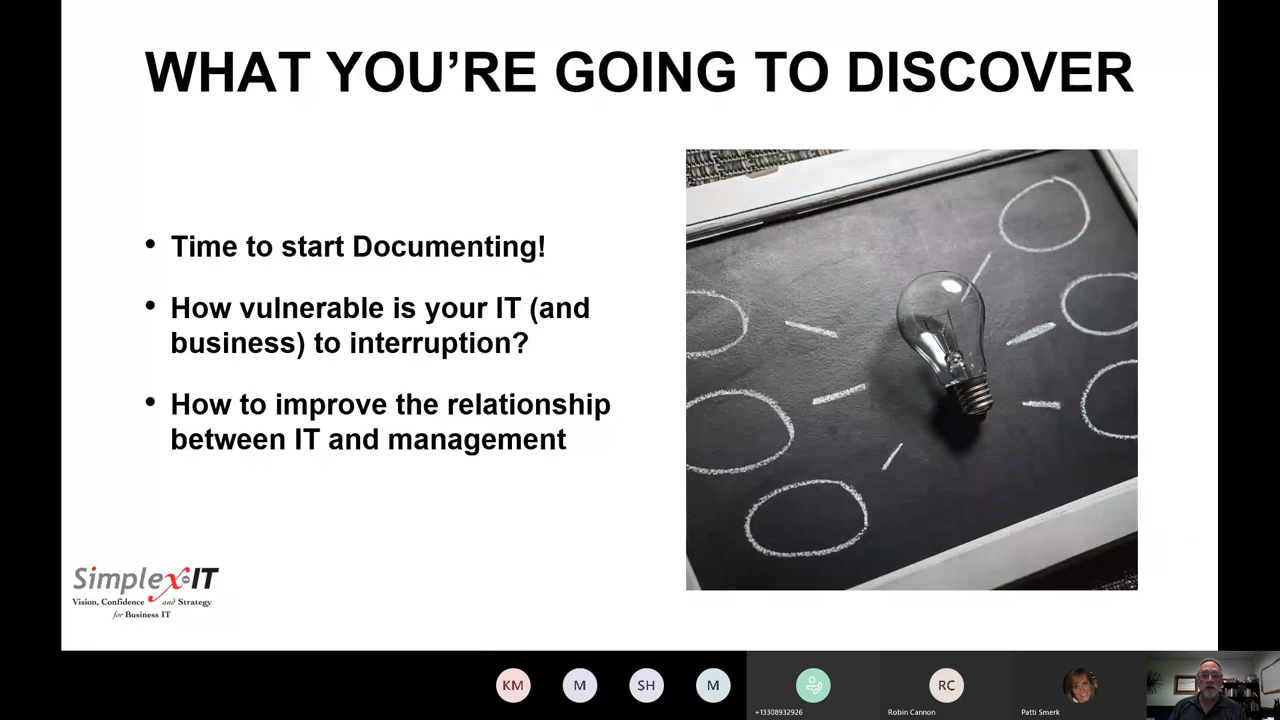 WHAT YOU'RE GOING TO DISCOVER
• Time to start Documenting!
• How vulnerable is your IT (and
business) to interruption?
• How to improve the relationship
between IT and management
Simplex-IT
Vision, Confidence and Strategy
for Business IT
KM
M
SH
M
RC
+13308932926
Robin Cannon
Patti Smerk